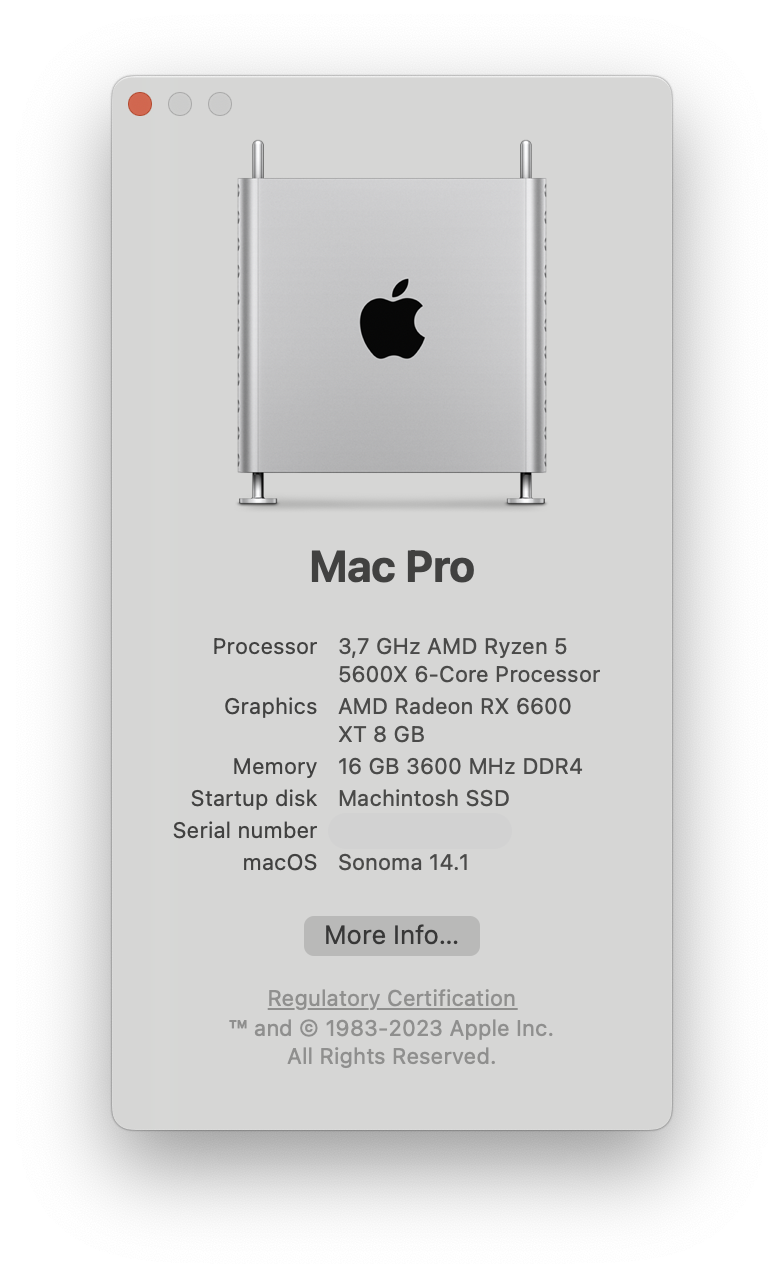 Mac Pro
Processor 3,7 GHz AMD Ryzen 5
5600X 6-Core Processor
Graphics AMD Radeon RX 6600
XT 8 GB
Memory 16 GB 3600 MHz DDR4
Startup disk Machintosh SSD
Serial number
macOS Sonoma 14.1
More Info...
Regulatory Certification
™ and © 1983-2023 Apple Inc.
All Rights Reserved.